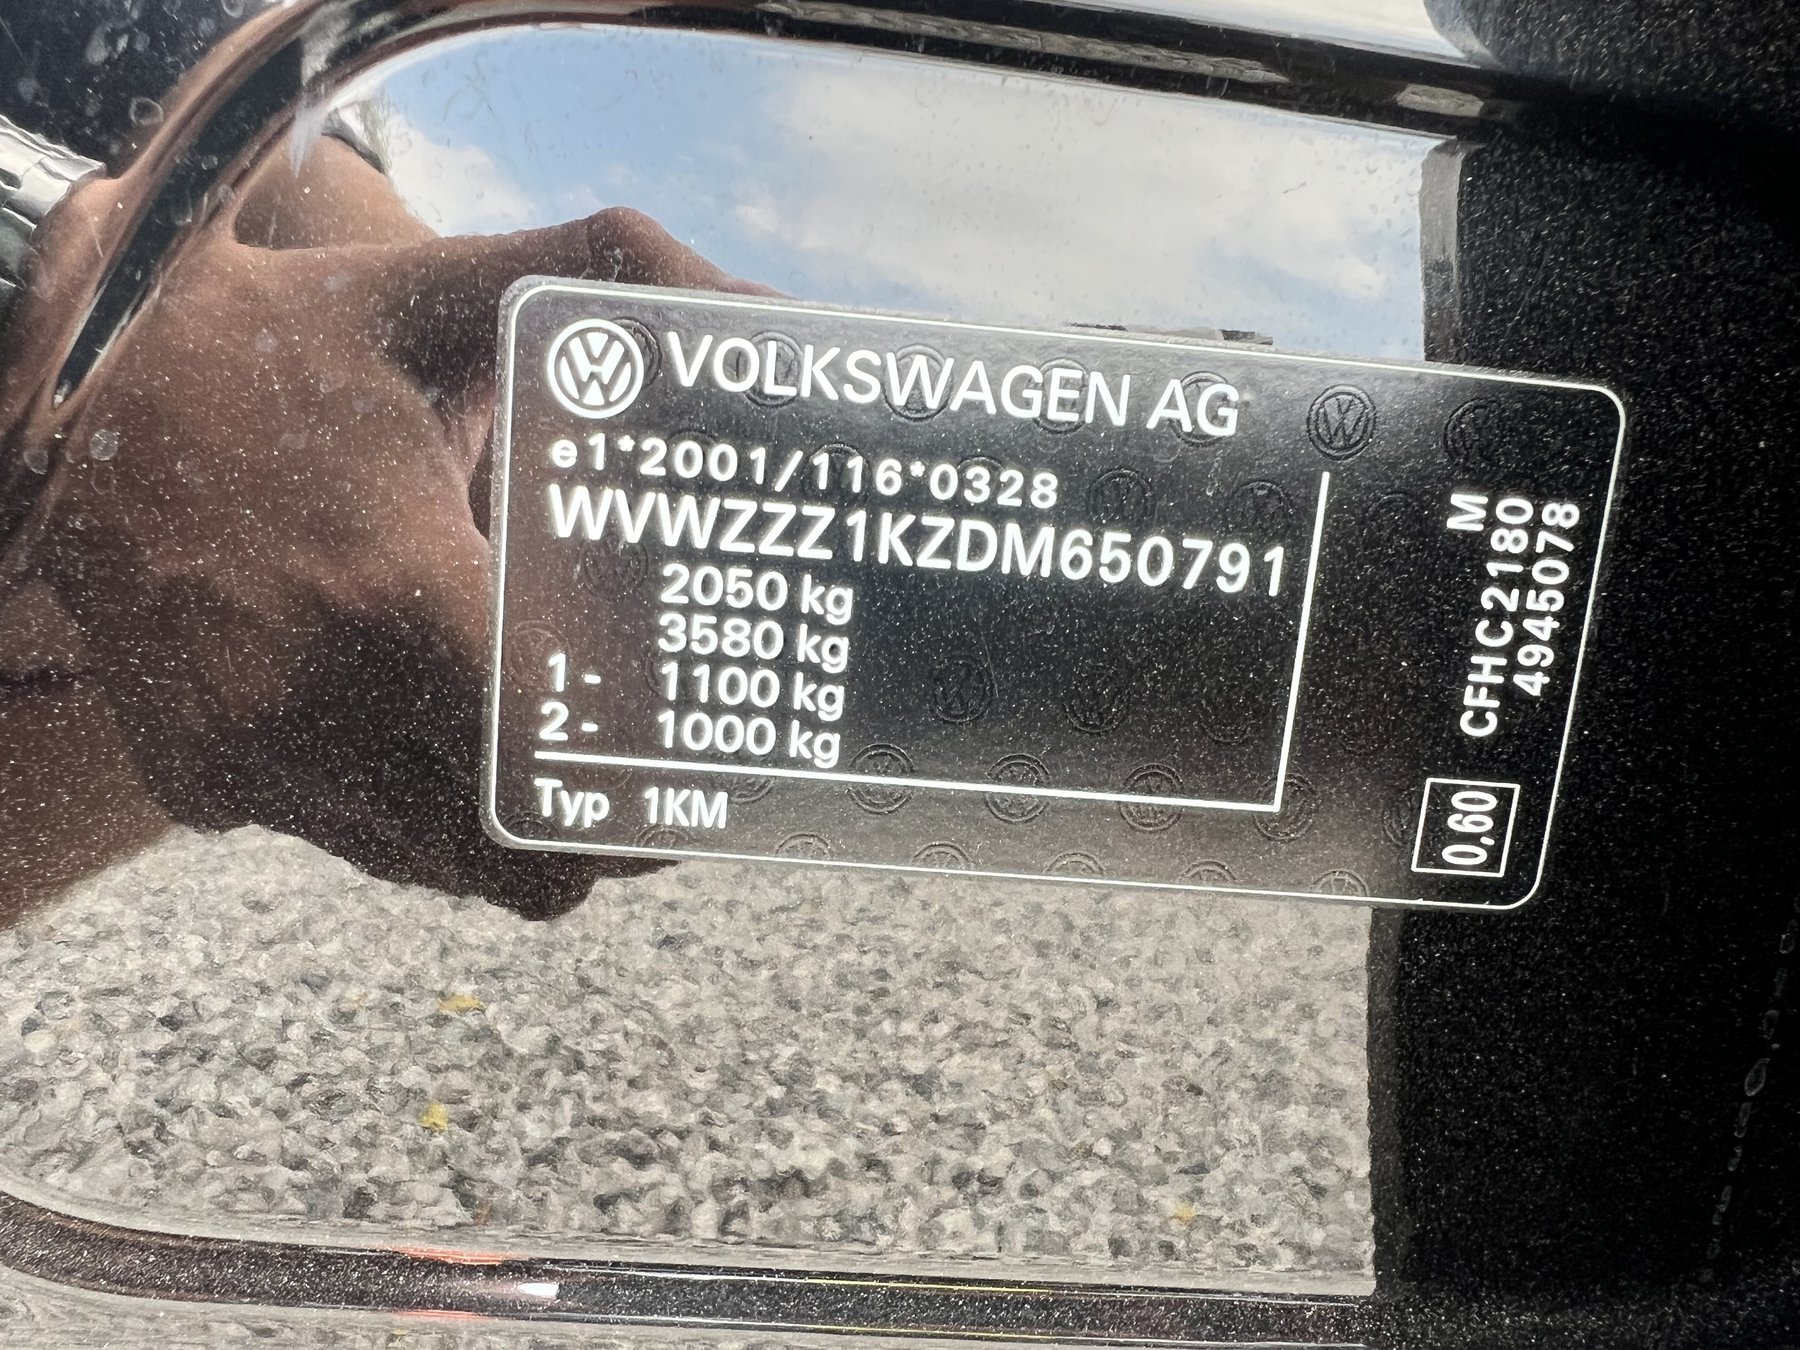 VOLKSWAGEN AG
e1*2001/116*0328
WVWZZZ1KZDM650791
2050 kg
3580 kg
1- 1100 kg
2- 1000 kg
Typ 1KM
M
CFHC2180
4945078
0,60